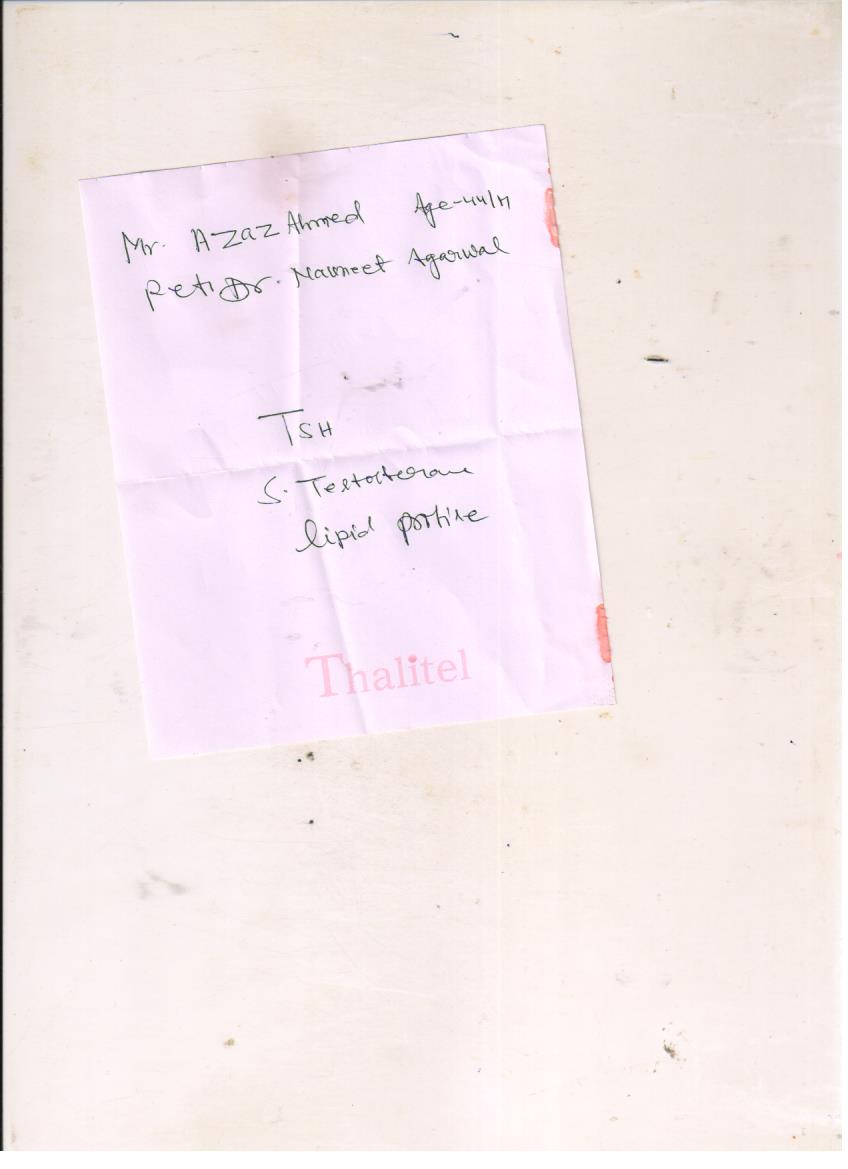 Mr. Azaz Ahmed Age-44/M
Ref: Dr. Navneet Agarwal
TSH
S. Testosterone
lipid profile
Thalitel